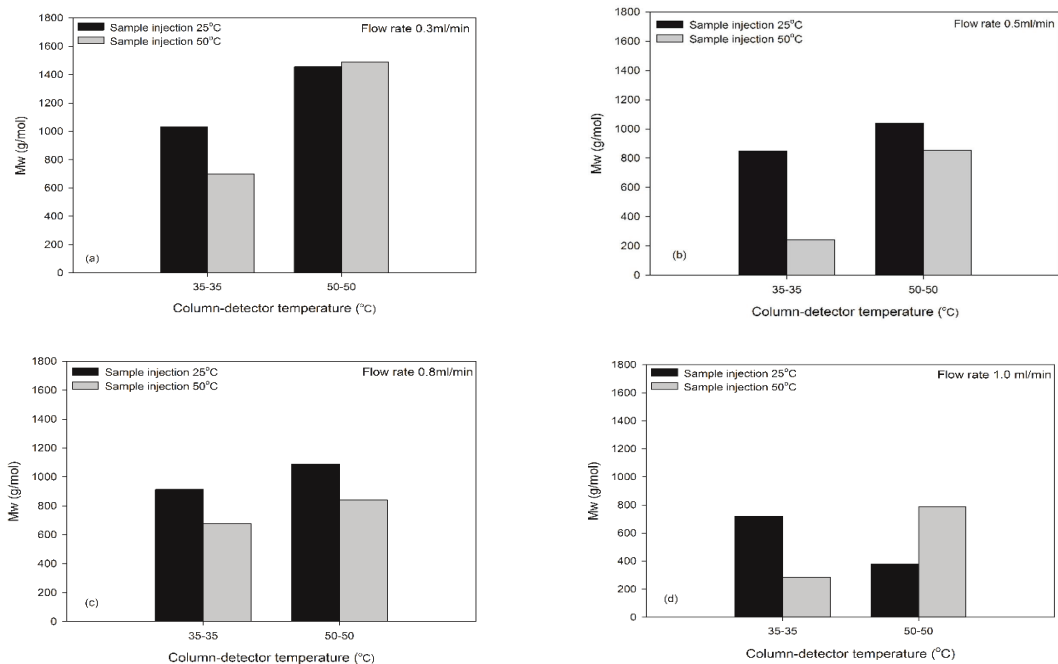 Sample injection 25°C
Sample injection 50°C
Flow rate 0.3ml/min
1800
1600
1400
1200
1000
800
600
400
200
0
Mw (g/mol)
(a)
35-35
50-50
Column-detector temperature (°C)
Sample injection 25°C
Sample injection 50°C
Flow rate 0.5ml/min
1800
1600
1400
1200
1000
800
600
400
200
0
Mw (g/mol)
(b)
35-35
50-50
Column-detector temperature (°C)
Sample injection 25°C
Sample injection 50°C
Flow rate 0.8ml/min
1800
1600
1400
1200
1000
800
600
400
200
0
Mw (g/mol)
(c)
35-35
50-50
Column-detector temperature (°C)
Sample injection 25°C
Sample injection 50°C
Flow rate 1.0 ml/min
1800
1600
1400
1200
1000
800
600
400
200
0
Mw (g/mol)
(d)
35-35
50-50
Column-detector temperature (°C)